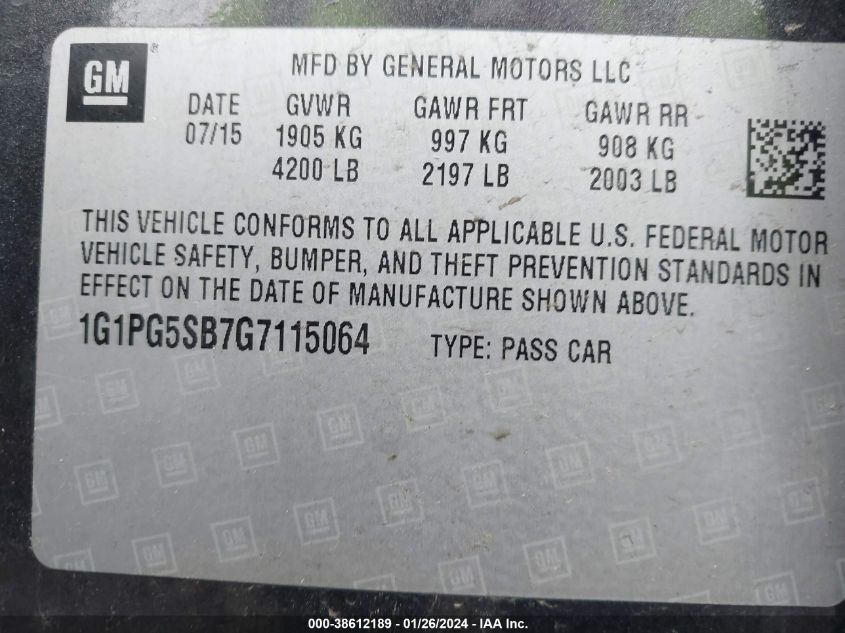 GM® MFD BY GENERAL MOTORS LLC
DATE GVWR GAWR FRT GAWR RR
07/15 1905 KG 997 KG 908 KG
4200 LB 2197 LB 2003 LB
THIS VEHICLE CONFORMS TO ALL APPLICABLE U.S. FEDERAL MOTOR
VEHICLE SAFETY, BUMPER, AND THEFT PREVENTION STANDARDS IN
EFFECT ON THE DATE OF MANUFACTURE SHOWN ABOVE.
1G1PG5SB7G7115064 TYPE: PASS CAR
000-38612189 - 01/26/2024 - IAA Inc.